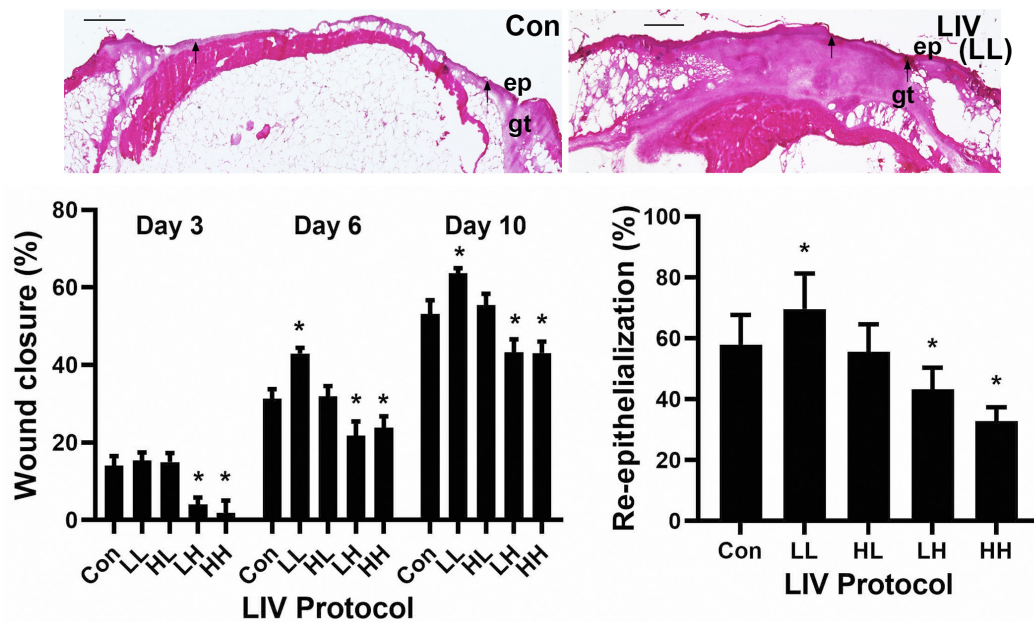 Con
ep
gt
LIV
(LL)
ep
gt
Wound closure (%)
80
60
40
20
0
Day 3
Day 6
Day 10
*
*
*
*
*
*
*
*
Con
LL
HL
LH
HH
Con
LL
HL
LH
HH
Con
LL
HL
LH
HH
LIV Protocol
Re-epithelialization (%)
100
80
60
40
20
0
*
*
*
Con
LL
HL
LH
HH
LIV Protocol